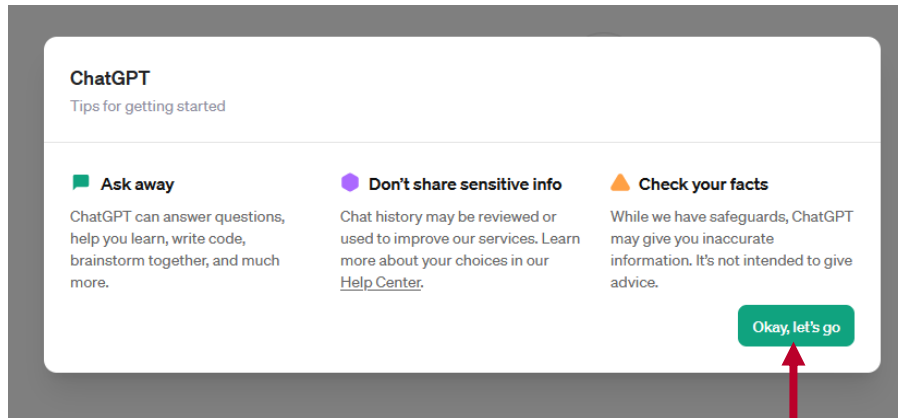 ChatGPT
Tips for getting started
Ask away
ChatGPT can answer questions,
help you learn, write code,
brainstorm together, and much
more.
Don’t share sensitive info
Chat history may be reviewed or
used to improve our services. Learn
more about your choices in our
Help Center.
Check your facts
While we have safeguards, ChatGPT
may give you inaccurate
information. It’s not intended to give
advice.
Okay, let’s go